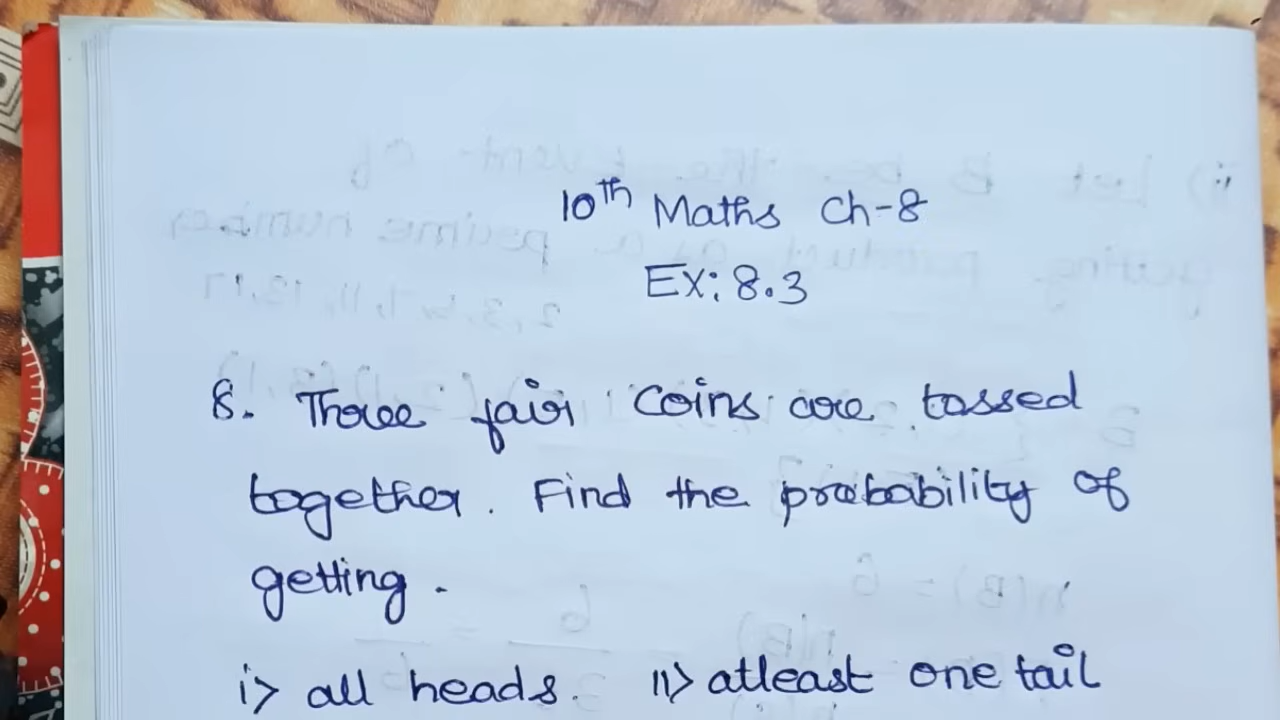 10th Maths Ch-8
Ex: 8.3
8. Three fair coins are tossed
together. Find the probability of
getting.
i> all heads. ii> atleast one tail